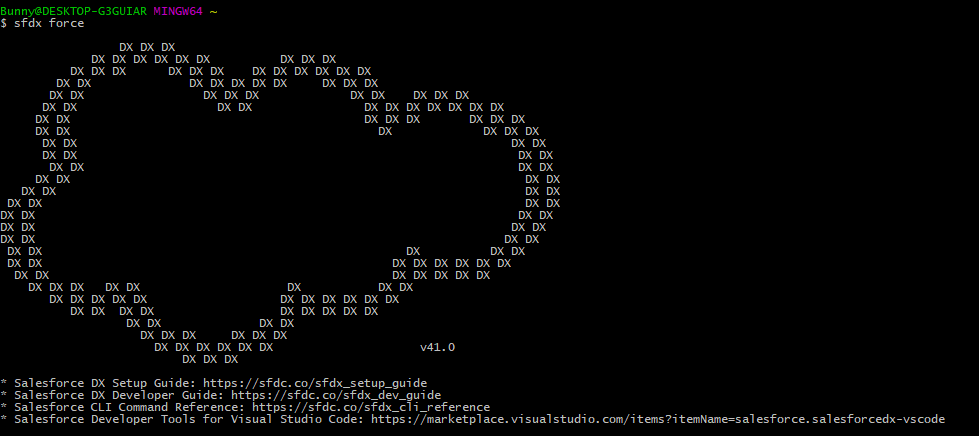 Bunny@DESKTOP-G3GUIAR MINGW64 ~
$ sfdx force
DX DX DX
DX DX DX DX DX DX DX DX DX
DX DX DX DX DX DX DX DX DX DX DX DX
DX DX DX DX DX DX DX DX DX DX
DX DX DX DX DX DX DX DX DX DX
DX DX DX DX DX DX DX DX DX DX DX
DX DX DX DX DX DX DX DX
DX DX DX DX DX DX
DX DX DX DX
DX DX DX DX
DX DX DX DX
DX DX DX DX
DX DX DX DX
DX DX DX DX
DX DX DX DX
DX DX DX DX
DX DX DX DX
DX DX DX DX DX
DX DX DX DX DX DX DX DX
DX DX DX DX DX DX
DX DX DX DX DX DX DX DX
DX DX DX DX DX DX DX DX DX DX
DX DX DX DX DX DX DX DX DX
DX DX DX DX
DX DX DX DX DX DX
DX DX DX DX DX DX v41.0
DX DX DX
* Salesforce DX Setup Guide: https://sfdc.co/sfdx_setup_guide
* Salesforce DX Developer Guide: https://sfdc.co/sfdx_dev_guide
* Salesforce CLI Command Reference: https://sfdc.co/sfdx_cli_reference
* Salesforce Developer Tools for Visual Studio Code: https://marketplace.visualstudio.com/items?itemName=salesforce.salesforcedx-vscode